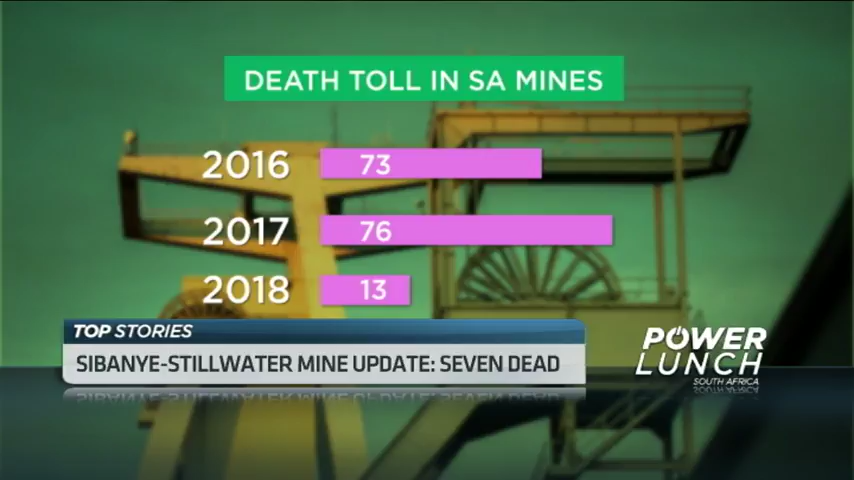 DEATH TOLL IN SA MINES
2016 73
2017 76
2018 13
TOP STORIES
SIBANYE-STILLWATER MINE UPDATE: SEVEN DEAD
POWER
LUNCH
SOUTH AFRICA